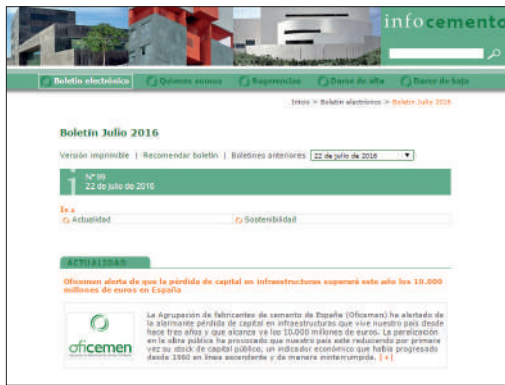 infocemento
Boletín electrónico Quiénes somos Sugerencias Darse de alta Darse de baja
Inicio > Boletín electrónico > Boletín Julio 2016
Boletín Julio 2016
Versión imprimible | Recomendar boletín | Boletines anteriores 22 de julio de 2016
i
Nº 99
22 de julio de 2016
Ir a
Actualidad Sostenibilidad
ACTUALIDAD
Oficemen alerta de que la pérdida de capital en infraestructuras superará este año los 10.000
millones de euros en España
La Agrupación de fabricantes de cemento de España (Oficemen) ha alertado de
la alarmante pérdida de capital en infraestructuras que vive nuestro país desde
hace tres años y que alcanza ya los 10.000 millones de euros. La paralización
en la obra pública ha provocado que nuestro país esté reduciendo por primera
vez su stock de capital público, un indicador económico que había progresado
desde 1960 en línea ascendente y de manera ininterrumpida. [+]
oficemen